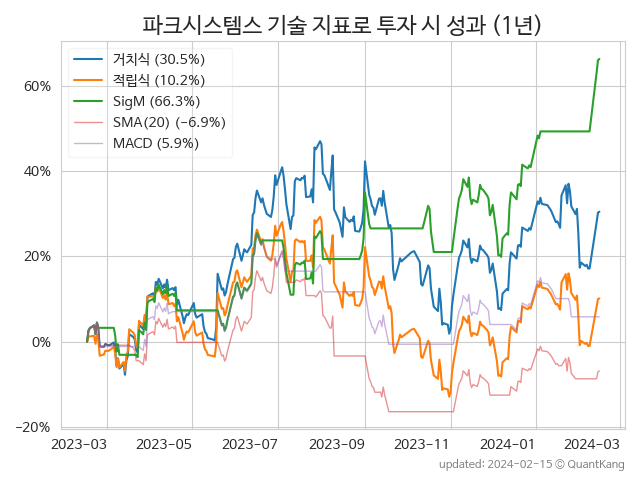 파크시스템스 기술 지표로 투자 시 성과 (1년)
거치식 (30.5%)
적립식 (10.2%)
SigM (66.3%)
SMA(20) (−6.9%)
MACD (5.9%)
60%
40%
20%
0%
−20%
2023-03 2023-05 2023-07 2023-09 2023-11 2024-01 2024-03
updated: 2024-02-15 © QuantKang